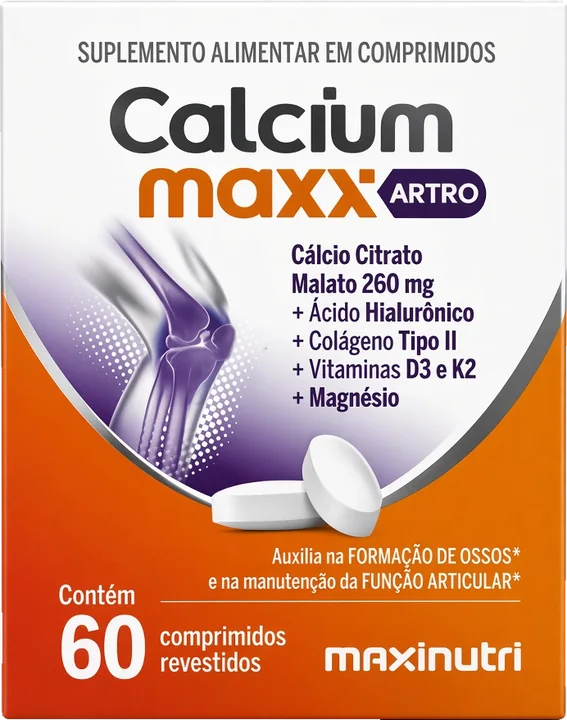 SUPLEMENTO ALIMENTAR EM COMPRIMIDOS
Calcium
maxx ARTRO
Cálcio Citrato
Malato 260 mg
+ Ácido Hialurônico
+ Colágeno Tipo II
+ Vitaminas D3 e K2
+ Magnésio
Auxilia na FORMAÇÃO DE OSSOS*
e na manutenção da FUNÇÃO ARTICULAR*
Contém
60 comprimidos
revestidos
maxinutri